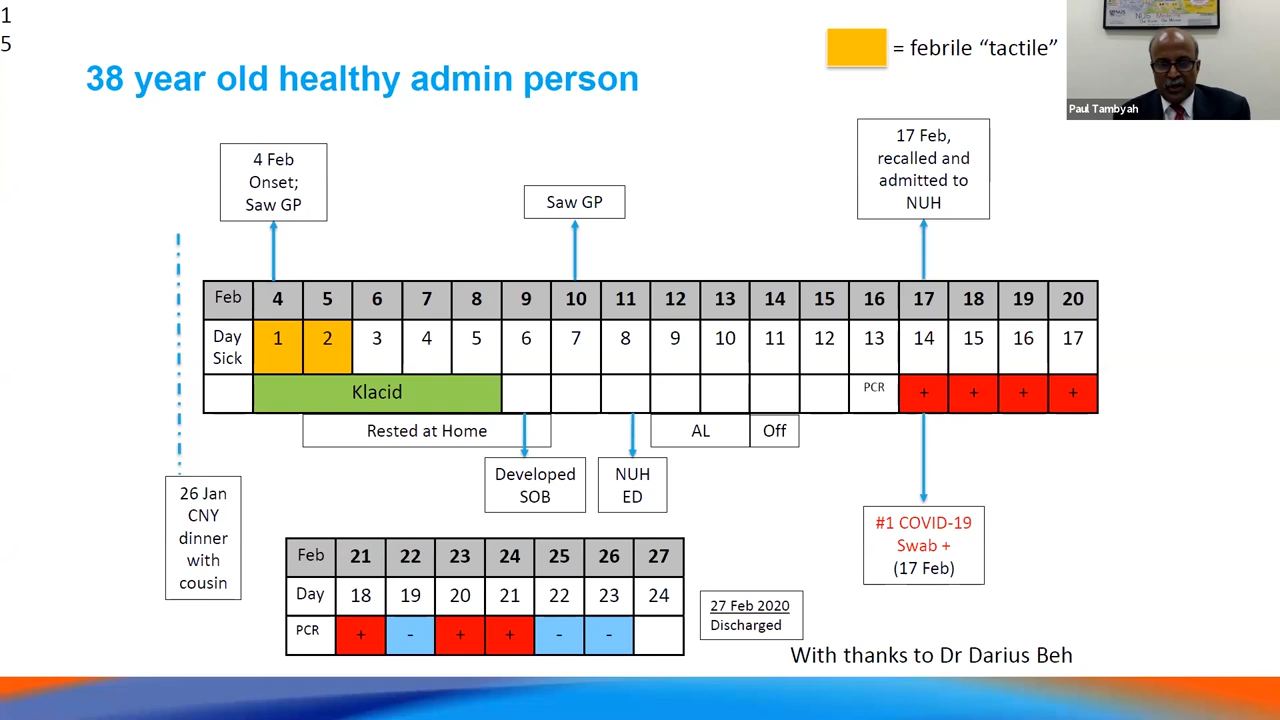 1
5
38 year old healthy admin person
= febrile “tactile”
NUS
Paul Tambyah
4 Feb
Onset;
Saw GP
Saw GP
17 Feb,
recalled and
admitted to
NUH
Feb 4 5 6 7 8 9 10 11 12 13 14 15 16 17 18 19 20
Day
Sick
1 2 3 4 5 6 7 8 9 10 11 12 13 14 15 16 17
Klacid PCR + + + +
Rested at Home AL Off
Developed
SOB
NUH
ED
26 Jan
CNY
dinner
with
cousin
#1 COVID-19
Swab +
(17 Feb)
Feb 21 22 23 24 25 26 27
Day 18 19 20 21 22 23 24
PCR + - + + - -
27 Feb 2020
Discharged
With thanks to Dr Darius Beh